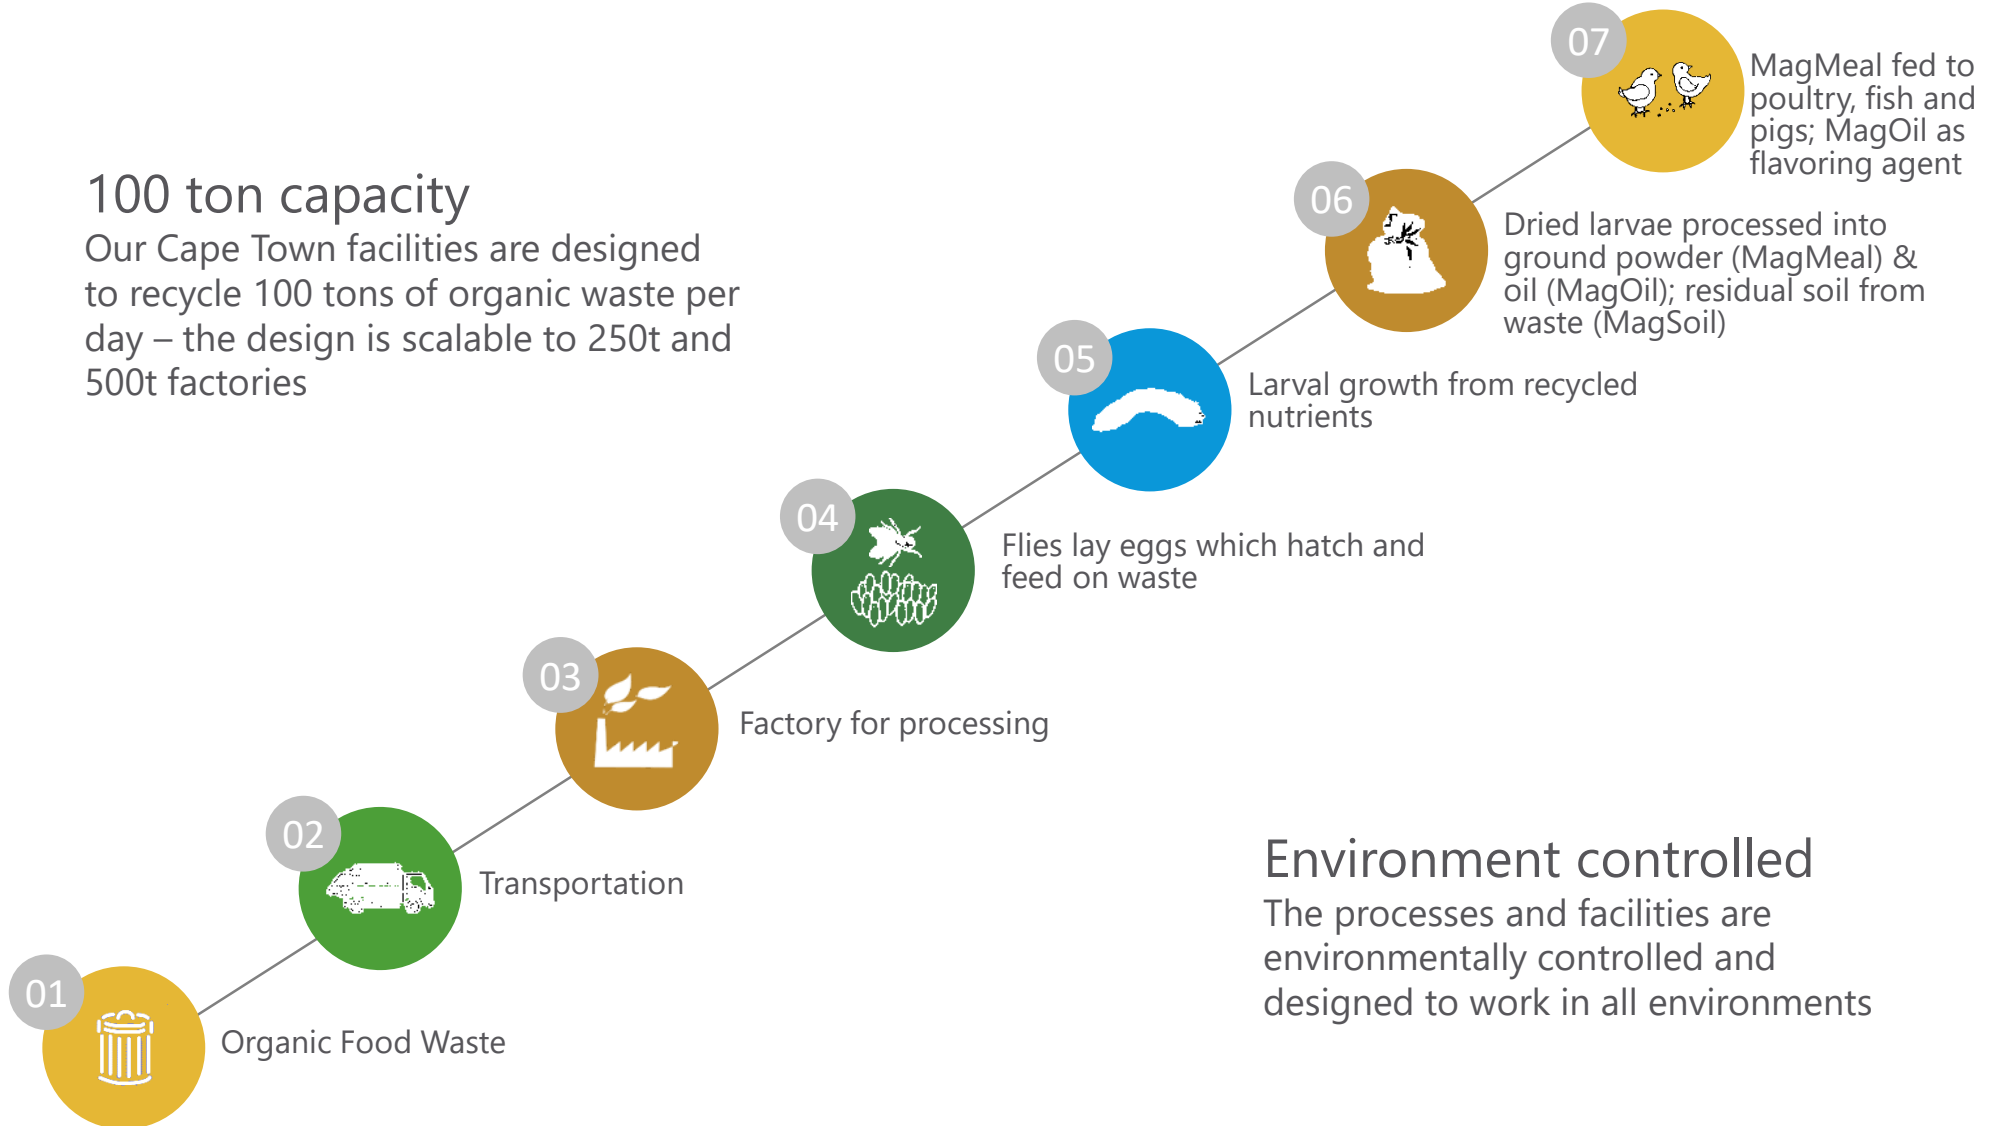 100 ton capacity
Our Cape Town facilities are designed
to recycle 100 tons of organic waste per
day – the design is scalable to 250t and
500t factories
07
MagMeal fed to
poultry, fish and
pigs; MagOil as
flavoring agent
06
Dried larvae processed into
ground powder (MagMeal) &
oil (MagOil); residual soil from
waste (MagSoil)
05
Larval growth from recycled
nutrients
04
Flies lay eggs which hatch and
feed on waste
03
Factory for processing
02
Transportation
01
Organic Food Waste
Environment controlled
The processes and facilities are
environmentally controlled and
designed to work in all environments